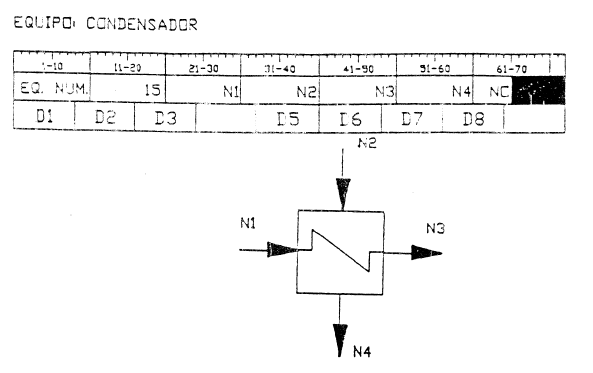 EQUIPO: CONDENSADOR
1-10 11-20 21-30 31-40 41-50 51-60 61-70
EQ. NUM. 15 N1 N2 N3 N4 NC
D1 D2 D3 D5 D6 D7 D8
N2
N1 N3
N4